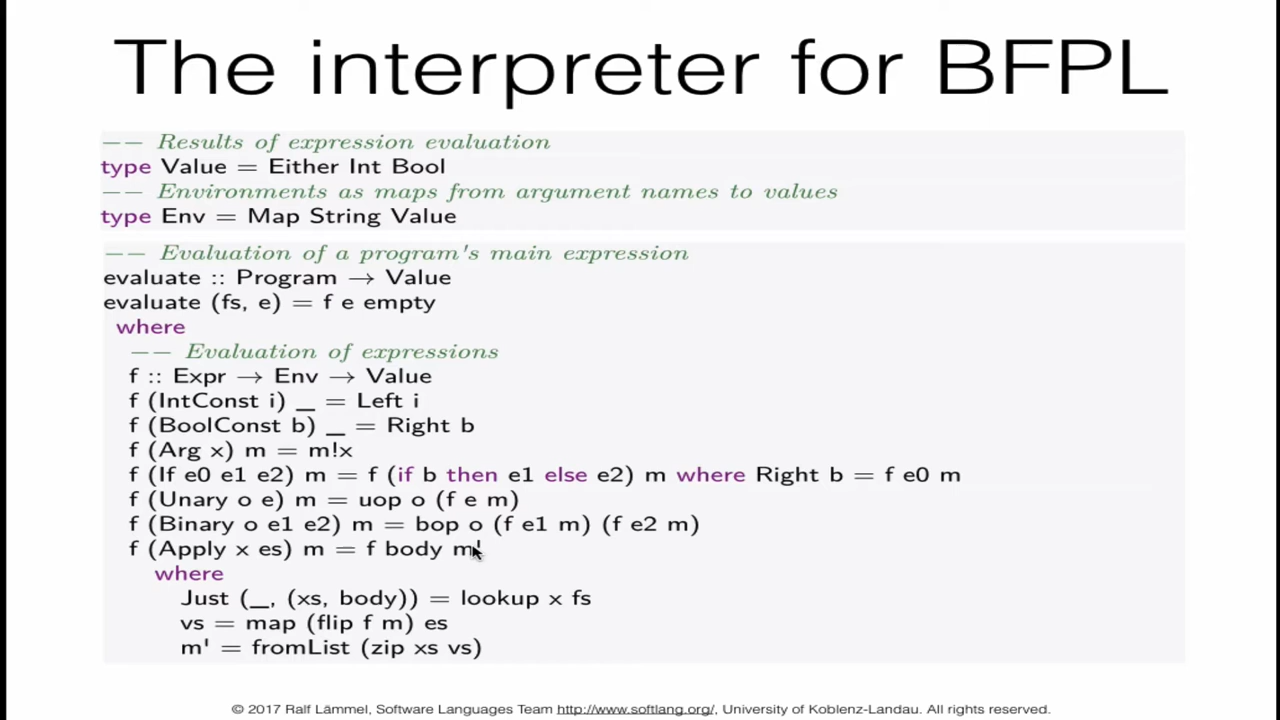 The interpreter for BFPL
-- Results of expression evaluation
type Value = Either Int Bool
-- Environments as maps from argument names to values
type Env = Map String Value
-- Evaluation of a program's main expression
evaluate :: Program → Value
evaluate (fs, e) = f e empty
where
-- Evaluation of expressions
f :: Expr → Env → Value
f (IntConst i) _ = Left i
f (BoolConst b) _ = Right b
f (Arg x) m = m!x
f (If e0 e1 e2) m = f (if b then e1 else e2) m where Right b = f e0 m
f (Unary o e) m = uop o (f e m)
f (Binary o e1 e2) m = bop o (f e1 m) (f e2 m)
f (Apply x es) m = f body m'
where
Just (_, (xs, body)) = lookup x fs
vs = map (flip f m) es
m' = fromList (zip xs vs)
© 2017 Ralf Lämmel, Software Languages Team http://www.softlang.org/, University of Koblenz-Landau. All rights reserved.